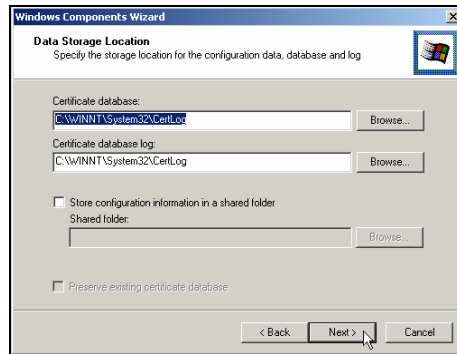 Windows Components Wizard
Data Storage Location
Specify the storage location for the configuration data, database and log
Certificate database:
C:\WINNT\System32\CertLog
Browse...
Certificate database log:
C:\WINNT\System32\CertLog
Browse...
Store configuration information in a shared folder
Shared folder:
Browse...
Preserve existing certificate database
< Back
Next >
Cancel